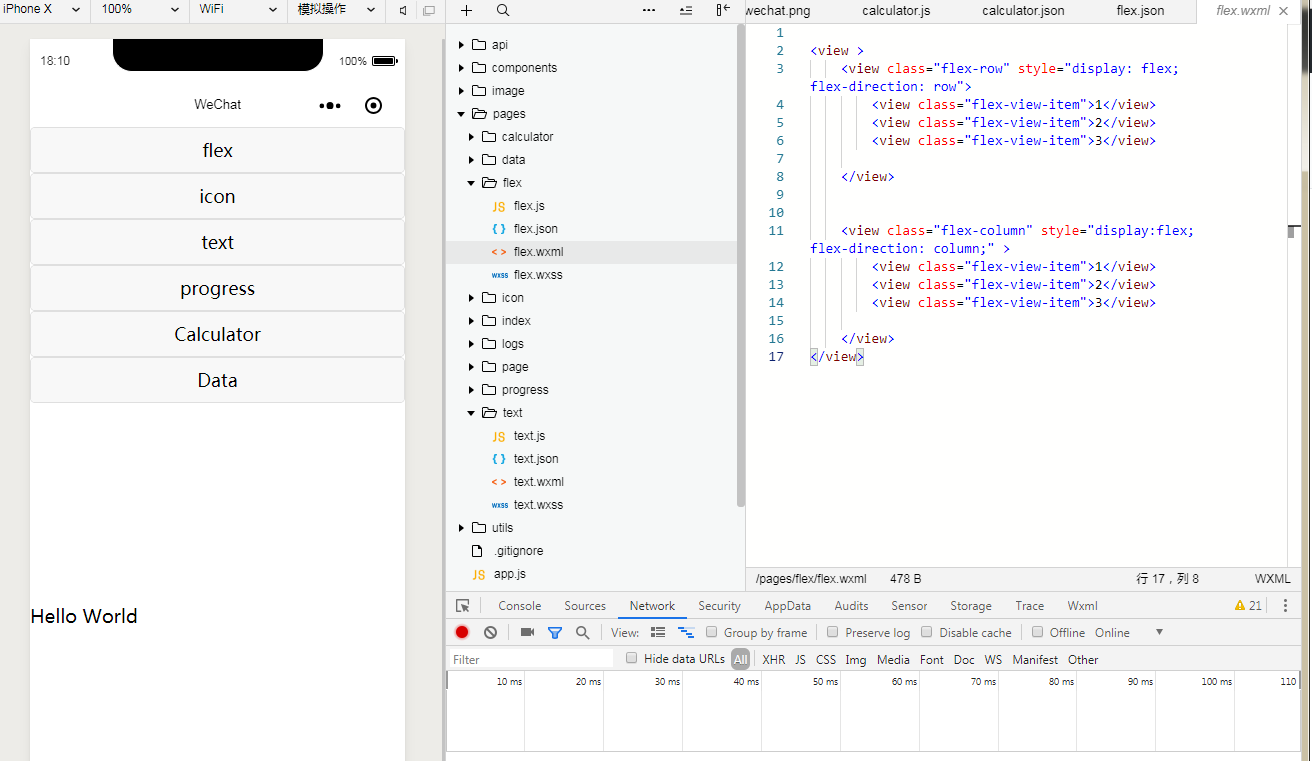 iPhone X 100% WiFi 模拟操作
18:10 100%
WeChat
flex
icon
text
progress
Calculator
Data
Hello World
api
components
image
pages
calculator
data
flex
JS flex.js
{ } flex.json
< > flex.wxml
wxss flex.wxss
icon
index
logs
page
progress
text
JS text.js
{ } text.json
< > text.wxml
wxss text.wxss
utils
.gitignore
JS app.js
wechat.png calculator.js calculator.json flex.json flex.wxml
1
2 <view >
3 <view class="flex-row" style="display: flex;
flex-direction: row">
4 <view class="flex-view-item">1</view>
5 <view class="flex-view-item">2</view>
6 <view class="flex-view-item">3</view>
7
8 </view>
9
10
11 <view class="flex-column" style="display:flex;
flex-direction: column;" >
12 <view class="flex-view-item">1</view>
13 <view class="flex-view-item">2</view>
14 <view class="flex-view-item">3</view>
15
16 </view>
17 </view>
/pages/flex/flex.wxml 478 B 行 17，列 8 WXML
Console Sources Network Security AppData Audits Sensor Storage Trace Wxml 21
View: Group by frame Preserve log Disable cache Offline Online
Filter Hide data URLs All XHR JS CSS Img Media Font Doc WS Manifest Other
10 ms 20 ms 30 ms 40 ms 50 ms 60 ms 70 ms 80 ms 90 ms 100 ms 110